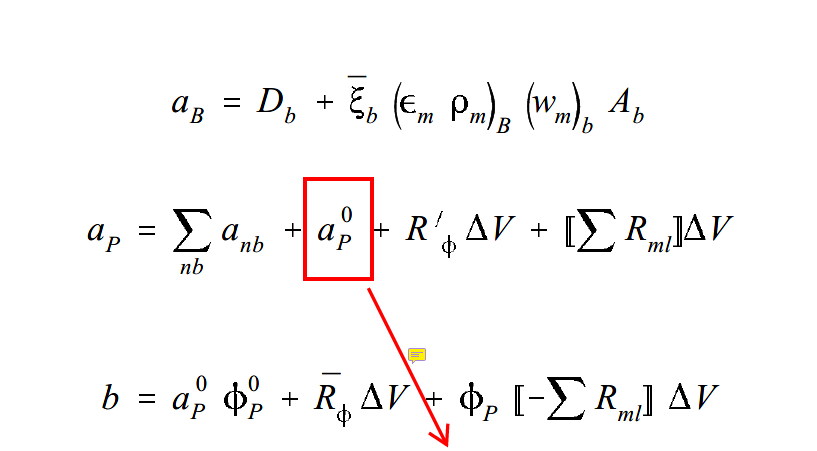 a_B = D_b + ξ̅_b (ϵ_m ρ_m)_B (w_m)_b A_b
a_P = ∑_nb a_nb + a_P^0 + R′_ϕ ΔV + ⟦∑ R_ml⟧ΔV
b = a_P^0 ϕ_P^0 + R̅_ϕ ΔV + ϕ_P ⟦−∑ R_ml⟧ ΔV